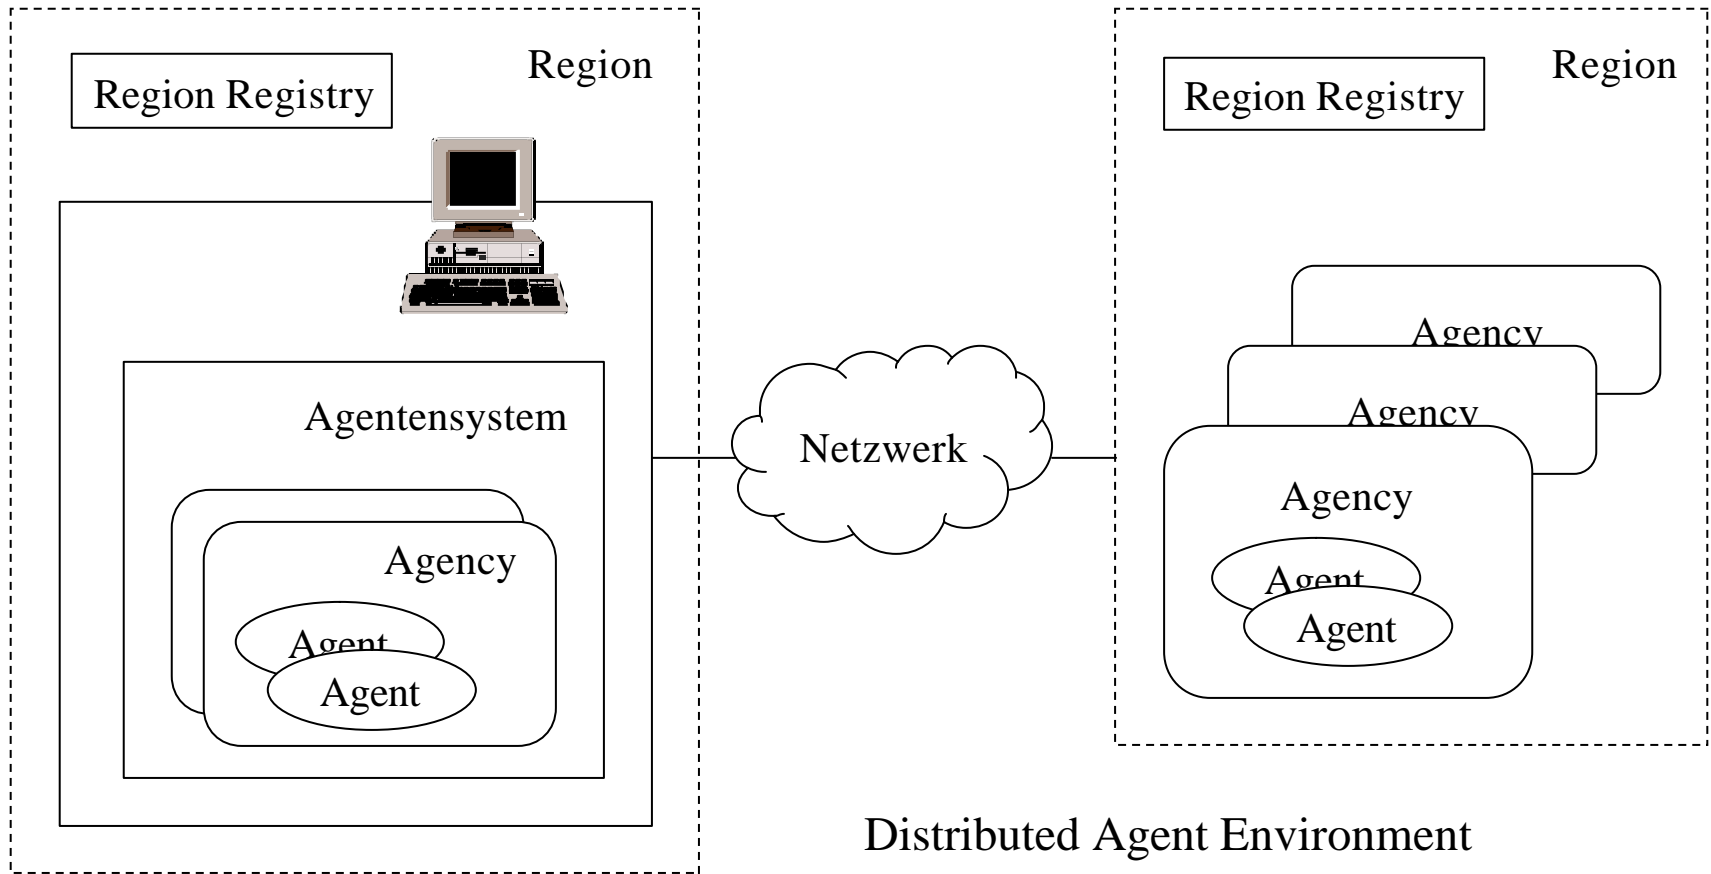 Region
Region Registry
Agentensystem
Agency
Agent
Agent
Netzwerk
Region
Region Registry
Agency
Agency
Agency
Agent
Agent
Distributed Agent Environment